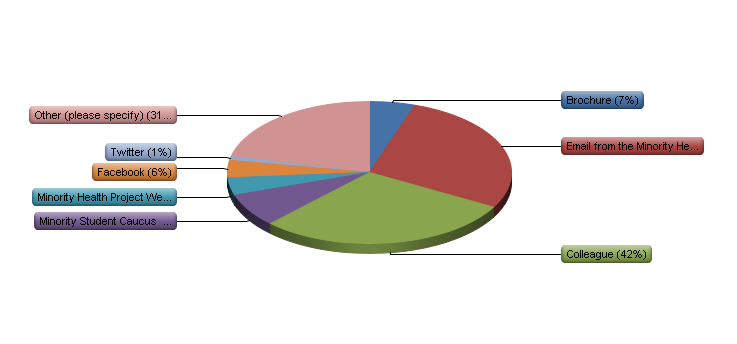 Brochure (7%)
Other (please specify) (31...
Email from the Minority He...
Twitter (1%)
Facebook (6%)
Minority Health Project We...
Minority Student Caucus ...
Colleague (42%)